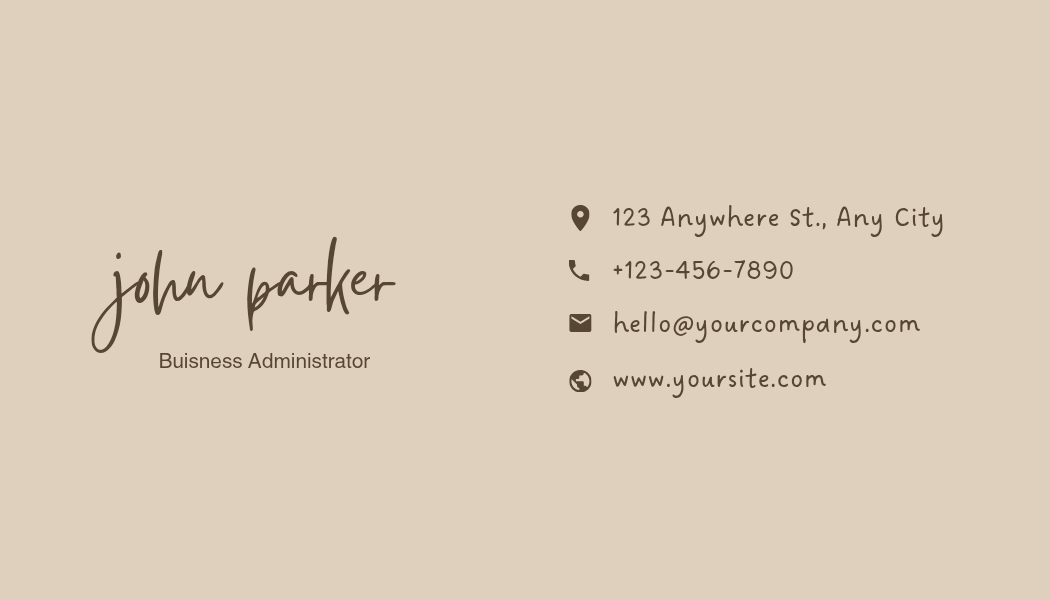 john parker
Buisness Administrator
123 Anywhere St., Any City
+123-456-7890
hello@yourcompany.com
www.yoursite.com